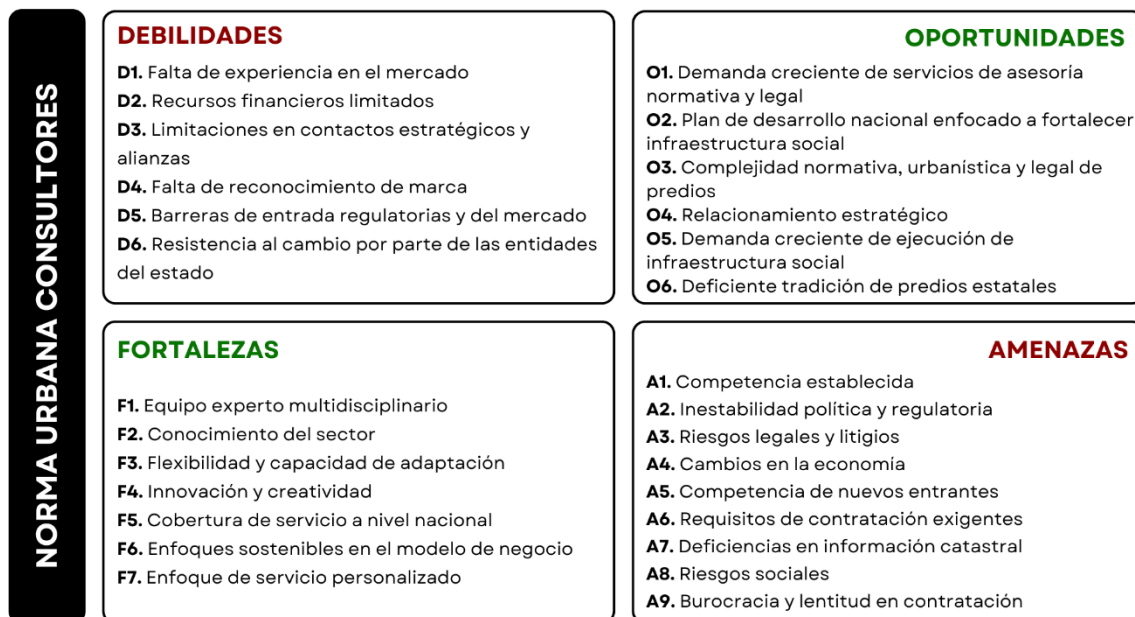 NORMA URBANA CONSULTORES
DEBILIDADES
D1. Falta de experiencia en el mercado
D2. Recursos financieros limitados
D3. Limitaciones en contactos estratégicos y
alianzas
D4. Falta de reconocimiento de marca
D5. Barreras de entrada regulatorias y del mercado
D6. Resistencia al cambio por parte de las entidades
del estado
OPORTUNIDADES
O1. Demanda creciente de servicios de asesoría
normativa y legal
O2. Plan de desarrollo nacional enfocado a fortalecer
infraestructura social
O3. Complejidad normativa, urbanística y legal de
predios
O4. Relacionamiento estratégico
O5. Demanda creciente de ejecución de
infraestructura social
O6. Deficiente tradición de predios estatales
FORTALEZAS
F1. Equipo experto multidisciplinario
F2. Conocimiento del sector
F3. Flexibilidad y capacidad de adaptación
F4. Innovación y creatividad
F5. Cobertura de servicio a nivel nacional
F6. Enfoques sostenibles en el modelo de negocio
F7. Enfoque de servicio personalizado
AMENAZAS
A1. Competencia establecida
A2. Inestabilidad política y regulatoria
A3. Riesgos legales y litigios
A4. Cambios en la economía
A5. Competencia de nuevos entrantes
A6. Requisitos de contratación exigentes
A7. Deficiencias en información catastral
A8. Riesgos sociales
A9. Burocracia y lentitud en contratación